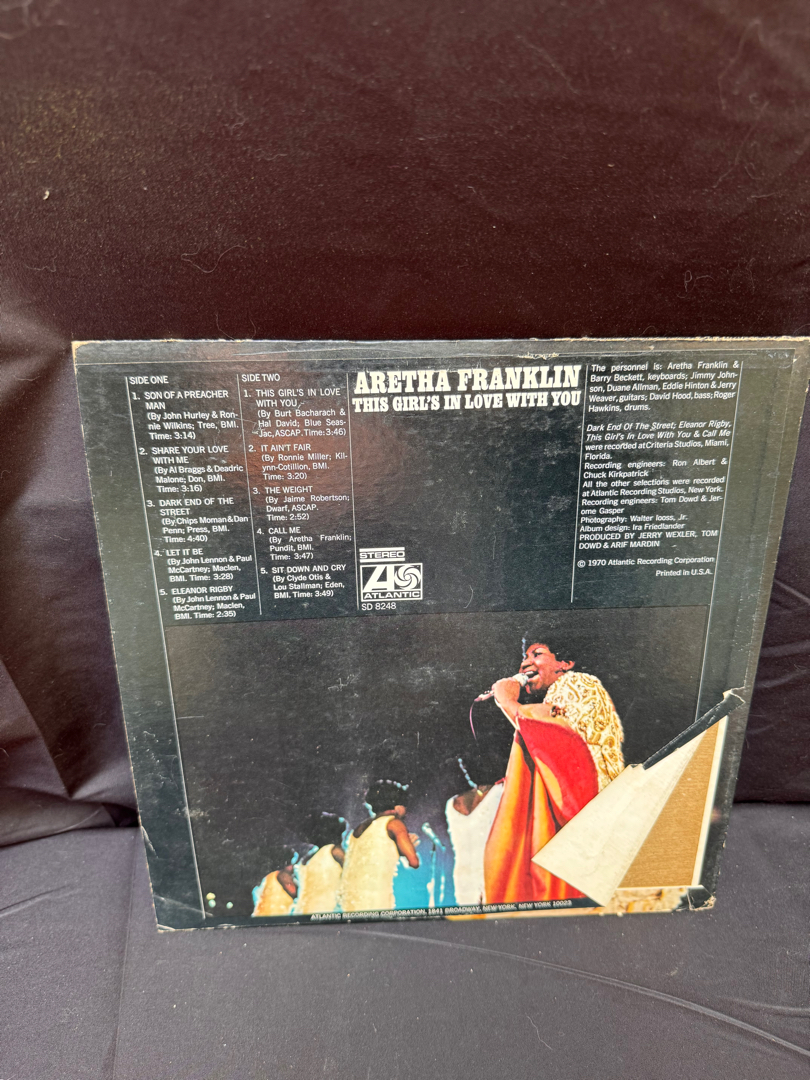 SIDE ONE
1. SON OF A PREACHER
MAN
(By John Hurley & Ron-
nie Wilkins; Tree, BMI.
Time: 3:14)
2. SHARE YOUR LOVE
WITH ME
(By Al Braggs & Deadric
Malone; Don, BMI.
Time: 3:16)
3. DARK END OF THE
STREET
(By Chips Moman & Dan
Penn; Press, BMI.
Time: 4:40)
4. LET IT BE
(By John Lennon & Paul
McCartney; Maclen,
BMI. Time: 3:28)
5. ELEANOR RIGBY
(By John Lennon & Paul
McCartney; Maclen,
BMI. Time: 2:35)
SIDE TWO
1. THIS GIRL'S IN LOVE
WITH YOU
(By Burt Bacharach &
Hal David; Blue Seas-
Jac, ASCAP. Time: 3:46)
2. IT AIN'T FAIR
(By Ronnie Miller; Kil-
ynn-Cotillion, BMI.
Time: 3:20)
3. THE WEIGHT
(By Jaime Robertson;
Dwarf, ASCAP.
Time: 2:52)
4. CALL ME
(By Aretha Franklin;
Pundit, BMI.
Time: 3:47)
5. SIT DOWN AND CRY
(By Clyde Otis &
Lou Stallman; Eden,
BMI. Time: 3:49)
ARETHA FRANKLIN
THIS GIRL'S IN LOVE WITH YOU
STEREO
ATLANTIC
SD 8248
The personnel is: Aretha Franklin &
Barry Beckett, keyboards; Jimmy John-
son, Duane Allman, Eddie Hinton & Jerry
Weaver, guitars; David Hood, bass; Roger
Hawkins, drums.
Dark End Of The Street; Eleanor Rigby,
This Girl's In Love With You & Call Me
were recorded at Criteria Studios, Miami,
Florida.
Recording engineers: Ron Albert &
Chuck Kirkpatrick
All the other selections were recorded
at Atlantic Recording Studios, New York.
Recording engineers: Tom Dowd & Jer-
ome Gasper
Photography: Walter Iooss, Jr.
Album design: Ira Friedlander
PRODUCED BY JERRY WEXLER, TOM
DOWD & ARIF MARDIN
© 1970 Atlantic Recording Corporation
Printed in U.S.A.
ATLANTIC RECORDING CORPORATION, 1841 BROADWAY, NEW YORK, NEW YORK 10023